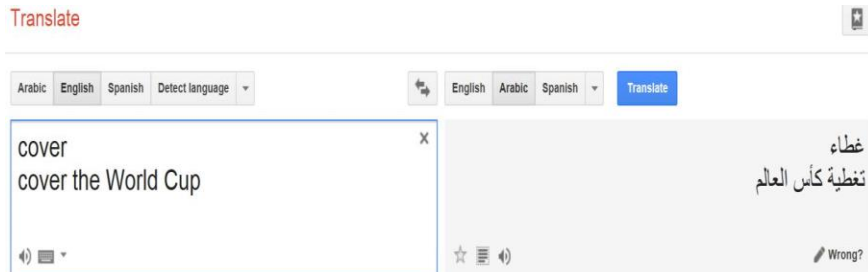 Translate
Arabic English Spanish Detect language
English Arabic Spanish Translate
cover
cover the World Cup
غطاء
تغطية كأس العالم
Wrong?